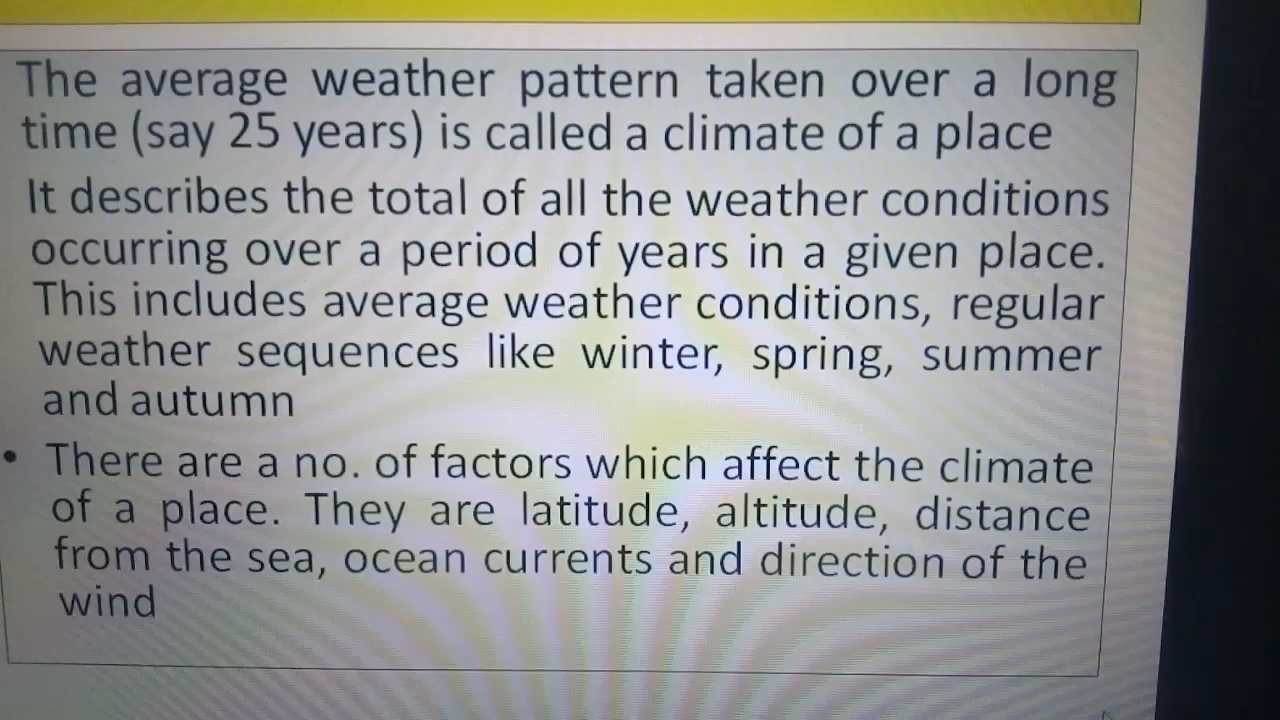 The average weather pattern taken over a long
time (say 25 years) is called a climate of a place
It describes the total of all the weather conditions
occurring over a period of years in a given place.
This includes average weather conditions, regular
weather sequences like winter, spring, summer
and autumn
• There are a no. of factors which affect the climate
of a place. They are latitude, altitude, distance
from the sea, ocean currents and direction of the
wind